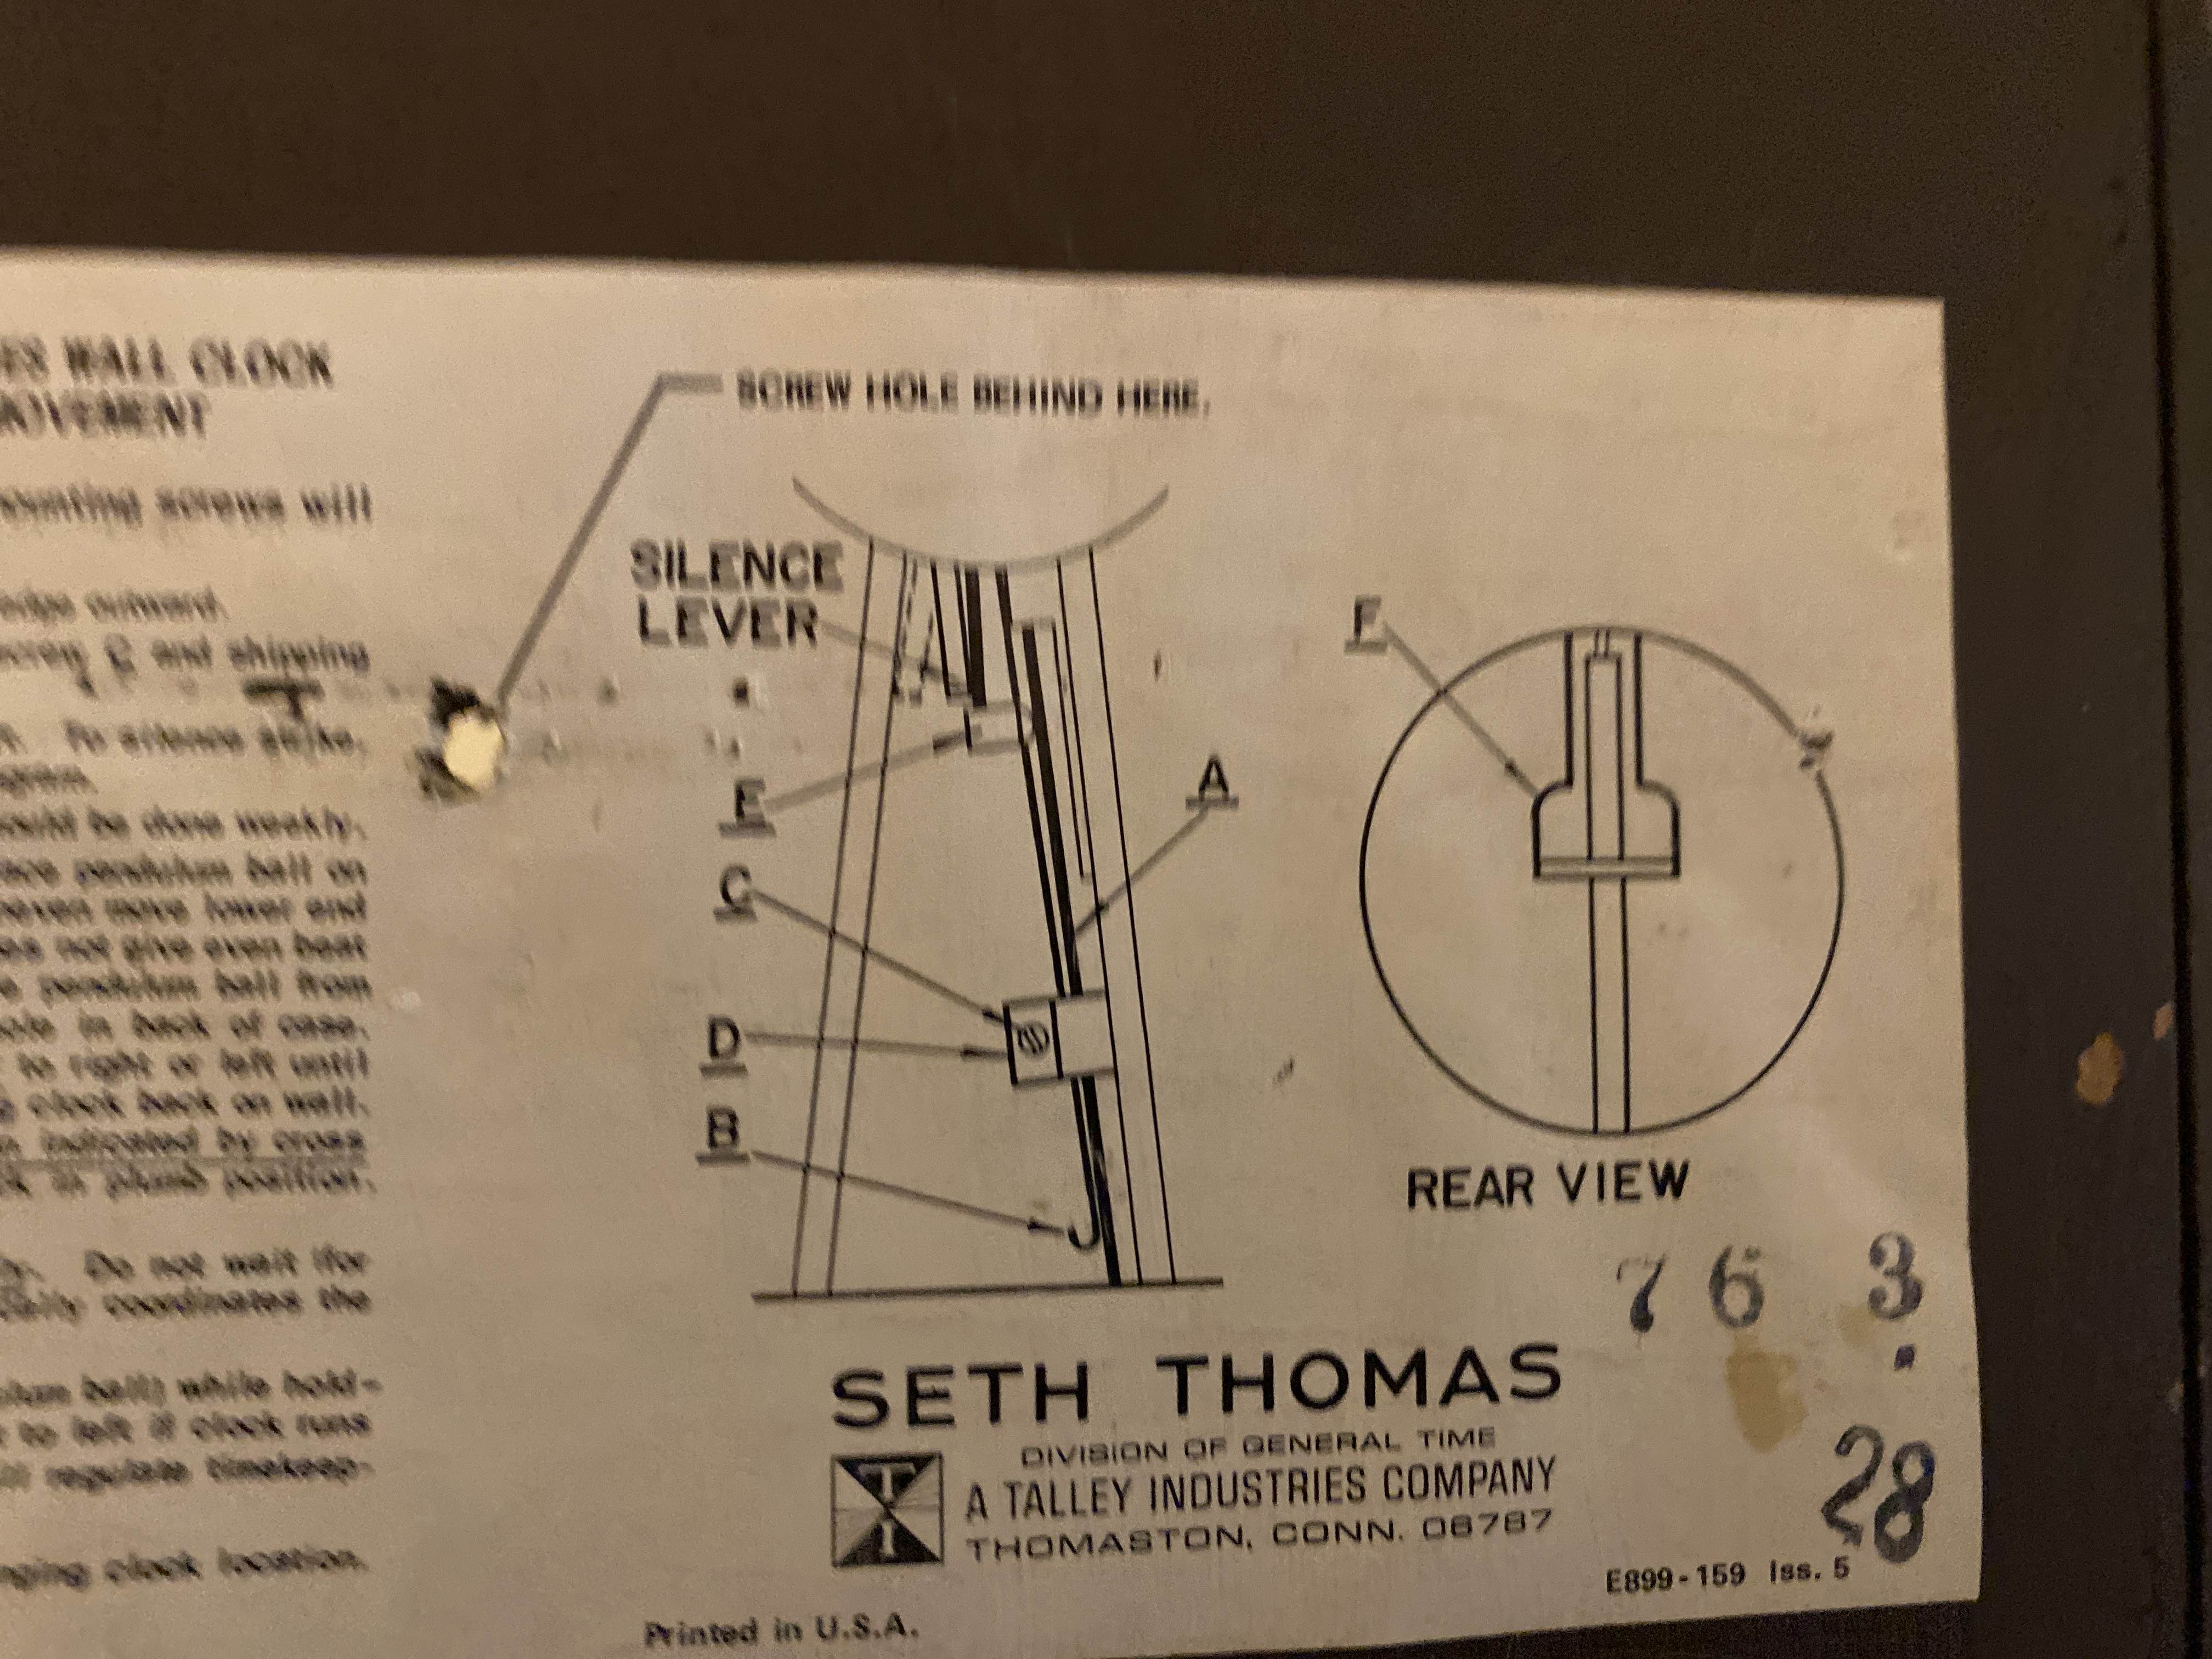 WALL CLOCK
MOVEMENT
mounting screws will
edge outward.
screw C and shipping
To silence strike,
should be done weekly.
pendulum ball on
even move lower and
not give even beat
pendulum ball from
hole in back of case.
to right or left until
clock back on wall.
indicated by cross
in plumb position.
Do not wait for
coordinates the
ball) while hold-
to left if clock runs
regulate timekeep-
clock location.
SCREW HOLE BEHIND HERE.
SILENCE
LEVER
E
C
D
B
A
F
REAR VIEW
76 3
28
SETH THOMAS
DIVISION OF GENERAL TIME
A TALLEY INDUSTRIES COMPANY
THOMASTON, CONN. 06787
T
I
E899-159 Iss. 5
Printed in U.S.A.